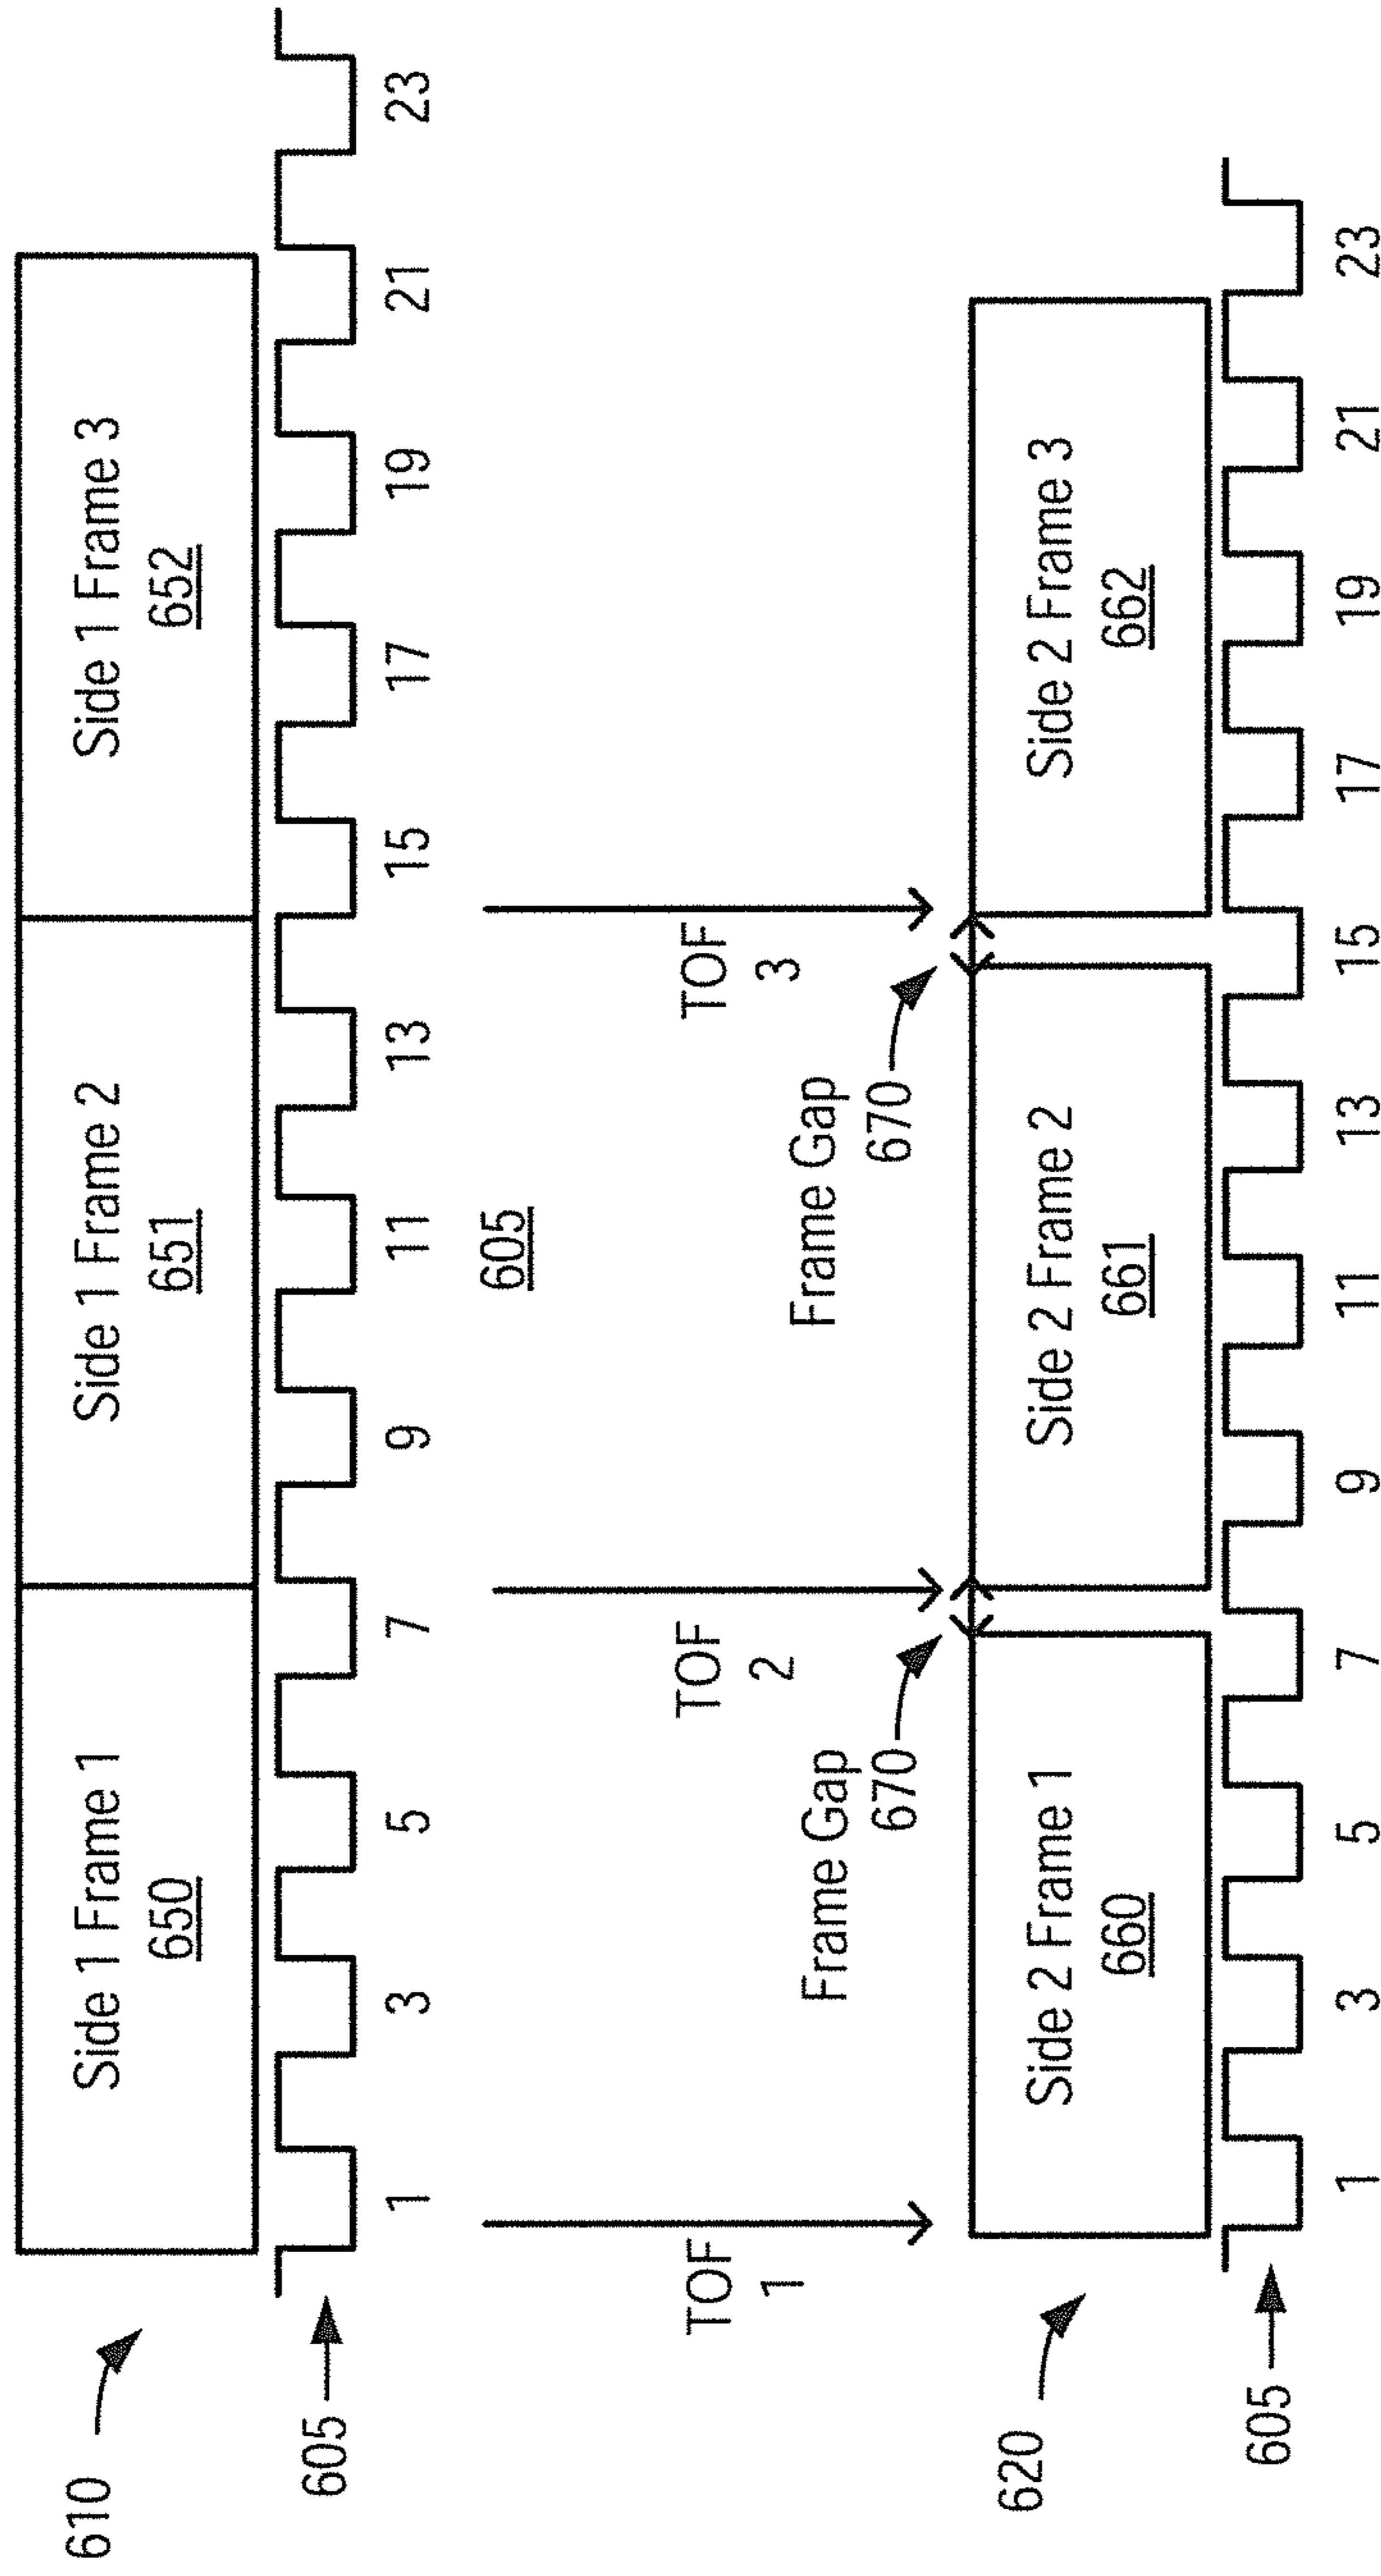 610
Side 1 Frame 1
650
Side 1 Frame 2
651
Side 1 Frame 3
652
605
1 3 5 7 9 11 13 15 17 19 21 23
605
TOF
1
TOF
2
TOF
3
Frame Gap
670
Frame Gap
670
620
Side 2 Frame 1
660
Side 2 Frame 2
661
Side 2 Frame 3
662
605
1 3 5 7 9 11 13 15 17 19 21 23